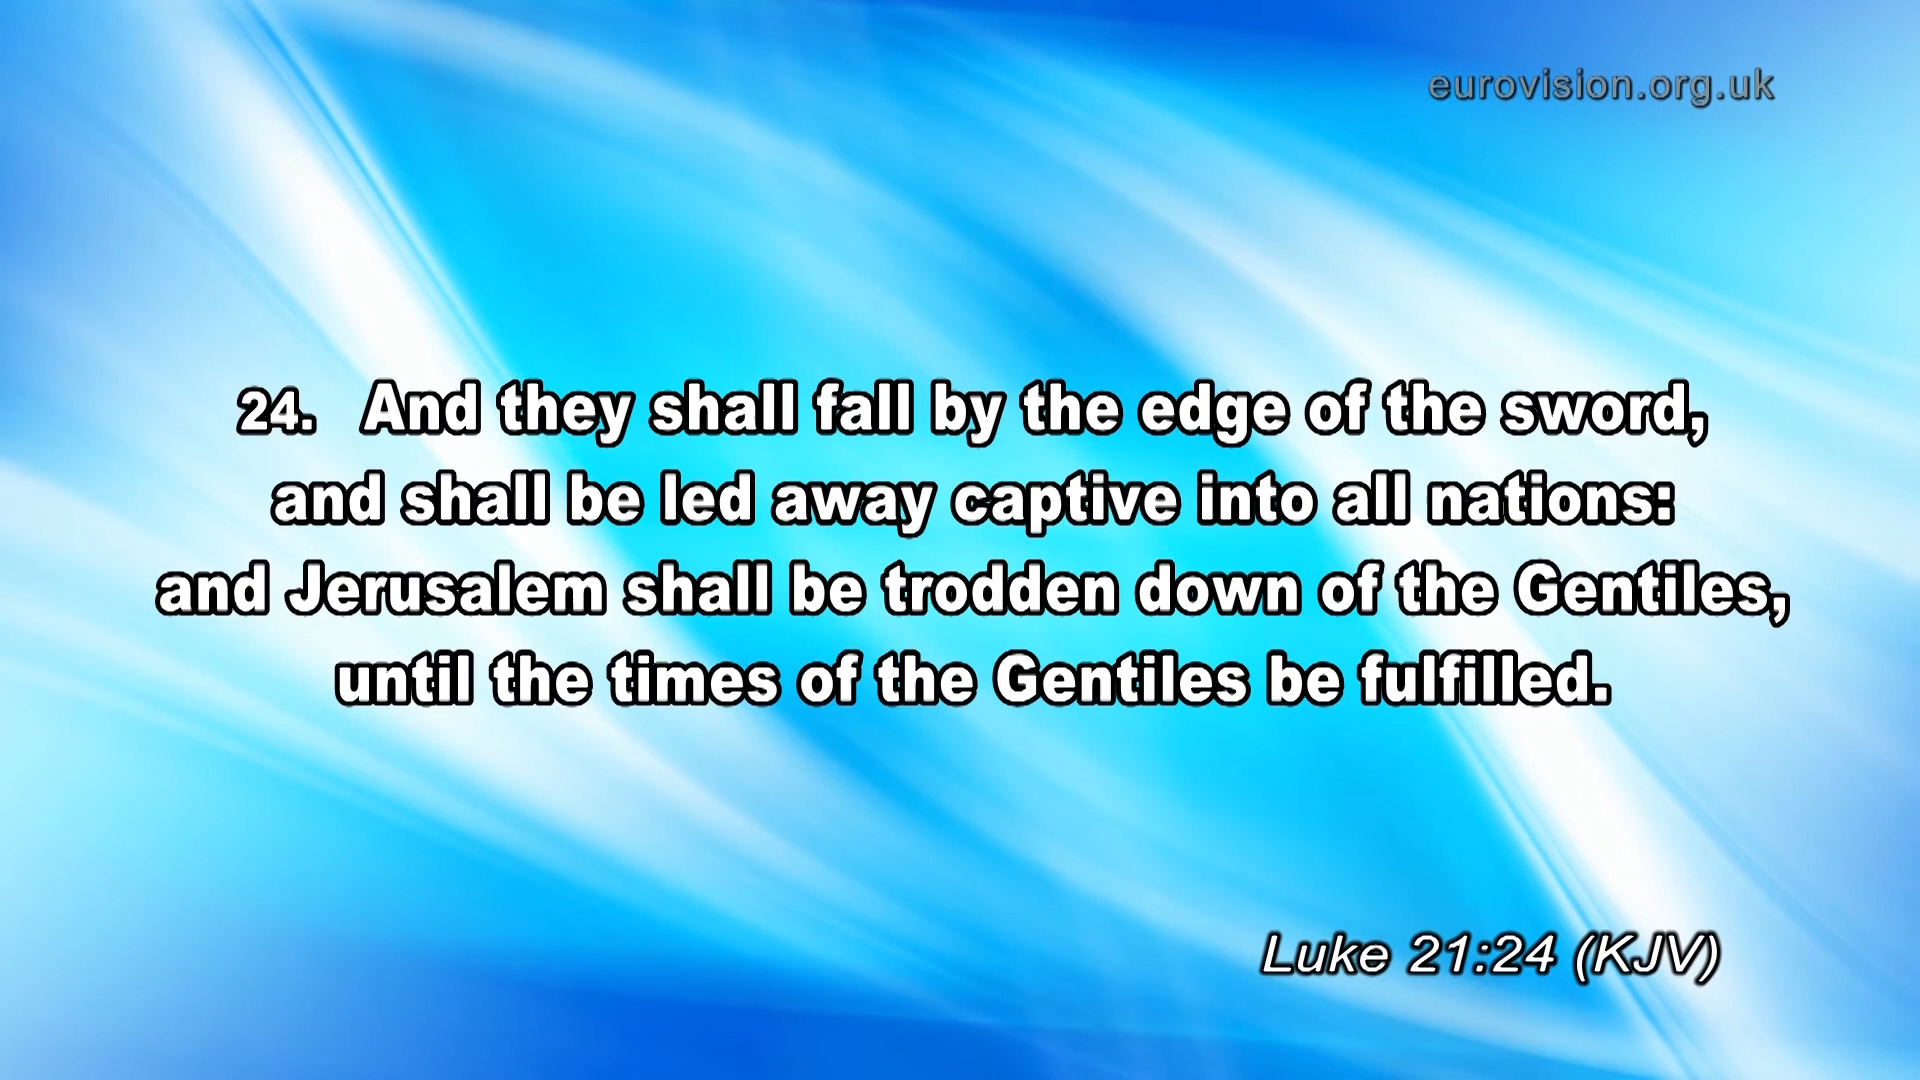 eurovision.org.uk
24. And they shall fall by the edge of the sword,
and shall be led away captive into all nations:
and Jerusalem shall be trodden down of the Gentiles,
until the times of the Gentiles be fulfilled.
Luke 21:24 (KJV)